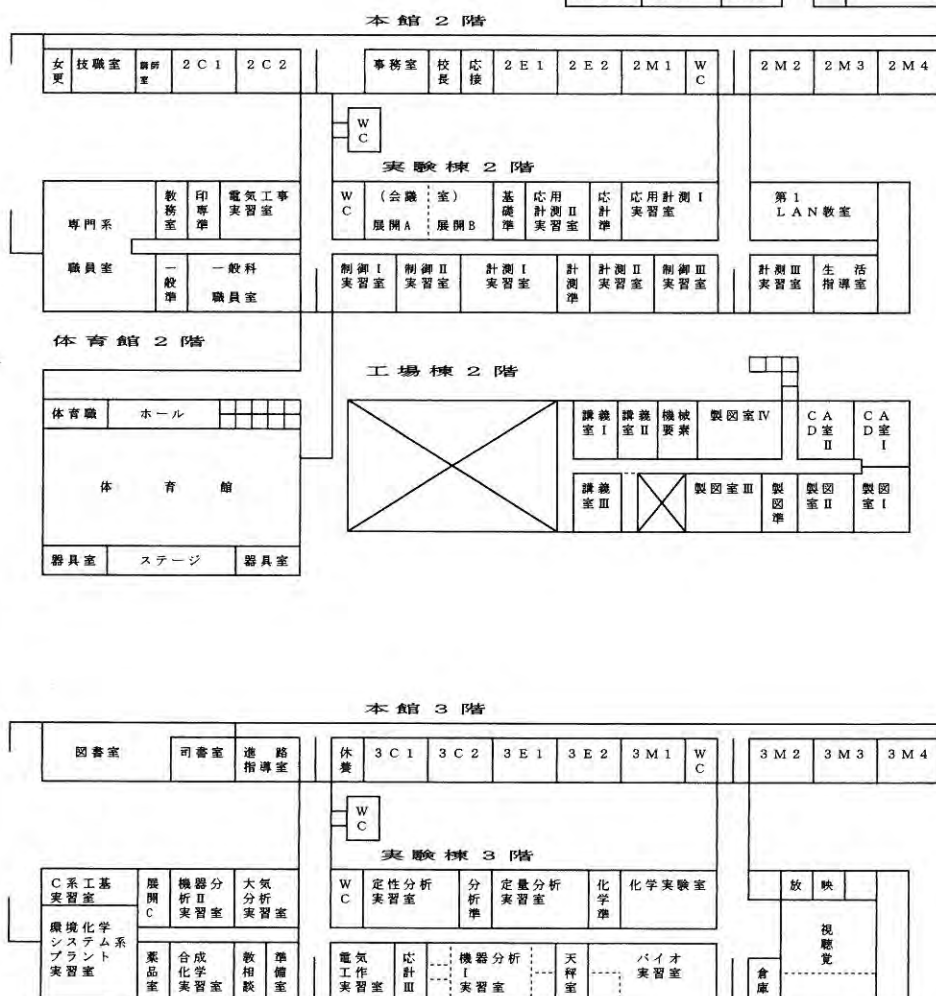 本館2階
女更 技職室 講師室 2C1 2C2 事務室 校長 応接 2E1 2E2 2M1 WC 2M2 2M3 2M4
WC
実験棟2階
専門系 教務室 印専準 電気工事実習室 WC (会議室) 展開A 展開B 基礎準 応用計測II実習室 応計準 応用計測I実習室 第1LAN教室
職員室 一般準 一般科職員室 制御I実習室 制御II実習室 計測I実習室 計測準 計測II実習室 制御III実習室 計測III実習室 生活指導室
体育館2階
体育職 ホール
体育館
器具室 ステージ 器具室
工場棟2階
講義室I 講義室II 機械要素 製図室IV CAD室II CAD室I
講義室III 製図室III 製図準 製図室II 製図室I
本館3階
図書室 司書室 進路指導室 休養 3C1 3C2 3E1 3E2 3M1 WC 3M2 3M3 3M4
WC
実験棟3階
C系工基実習室 展開C 機器分析II実習室 大気分析実習室 WC 定性分析実習室 分析準 定量分析実習室 化学準 化学実験室 放映
環境化学システム系プラント実習室 薬品室 合成化学実習室 教相談 準備室 電気工作実習室 応計III 機器分析I実習室 天秤室 バイオ実習室 倉庫 視聴覚